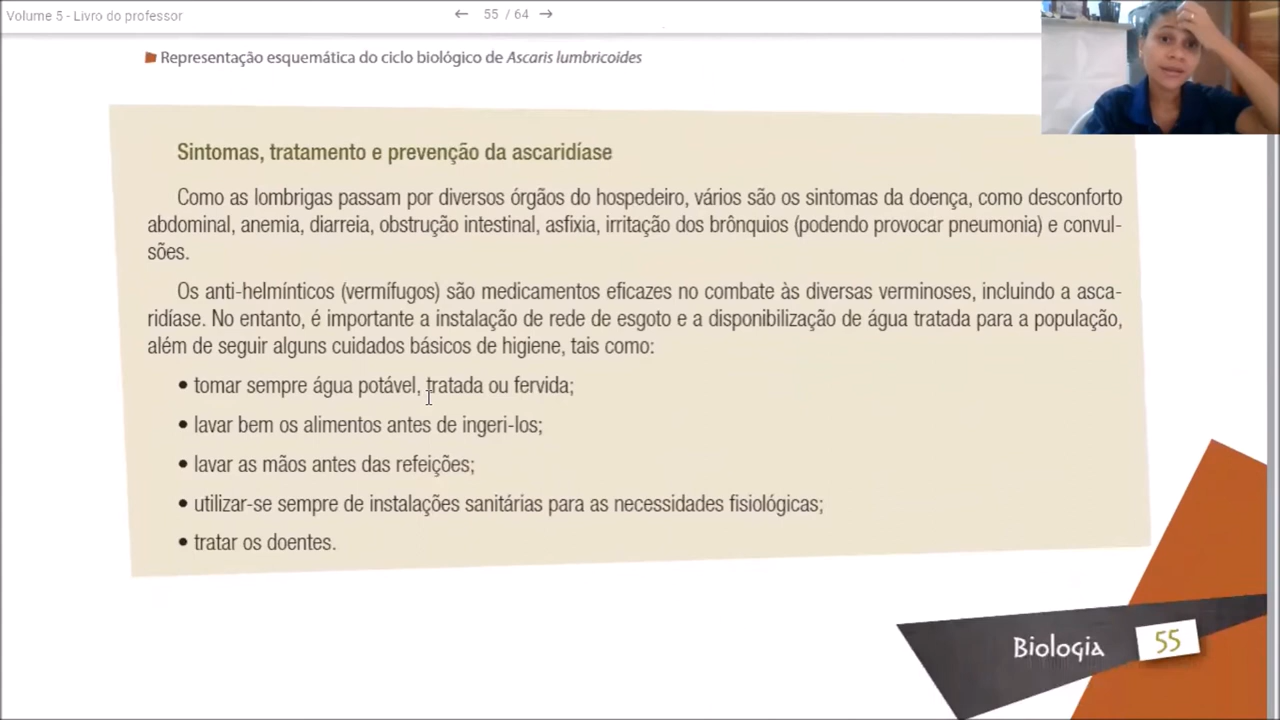 Volume 5 - Livro do professor
← 55 / 64 →
Representação esquemática do ciclo biológico de Ascaris lumbricoides
Sintomas, tratamento e prevenção da ascaridíase
Como as lombrigas passam por diversos órgãos do hospedeiro, vários são os sintomas da doença, como desconforto
abdominal, anemia, diarreia, obstrução intestinal, asfixia, irritação dos brônquios (podendo provocar pneumonia) e convul-
sões.
Os anti-helmínticos (vermífugos) são medicamentos eficazes no combate às diversas verminoses, incluindo a asca-
ridíase. No entanto, é importante a instalação de rede de esgoto e a disponibilização de água tratada para a população,
além de seguir alguns cuidados básicos de higiene, tais como:
• tomar sempre água potável, tratada ou fervida;
• lavar bem os alimentos antes de ingeri-los;
• lavar as mãos antes das refeições;
• utilizar-se sempre de instalações sanitárias para as necessidades fisiológicas;
• tratar os doentes.
Biologia 55